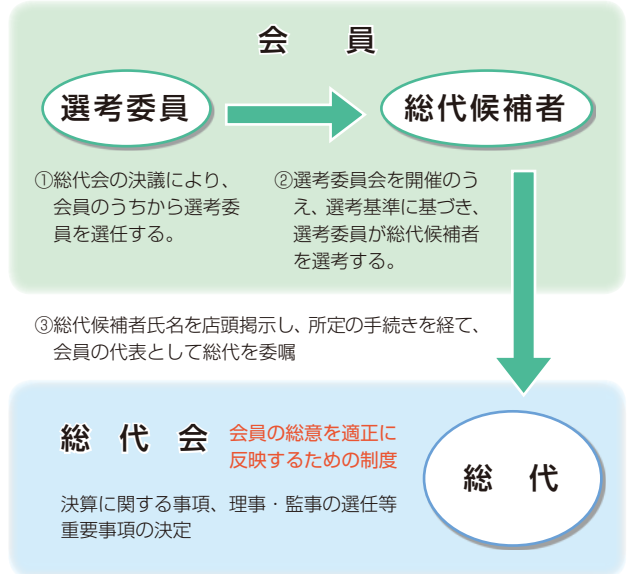 会　員
選考委員
総代候補者
①総代会の決議により、
会員のうちから選考委
員を選任する。
②選考委員会を開催のう
え、選考基準に基づき、
選考委員が総代候補者
を選考する。
③総代候補者氏名を店頭掲示し、所定の手続きを経て、
会員の代表として総代を委嘱
総　代　会
会員の総意を適正に
反映するための制度
決算に関する事項、理事・監事の選任等
重要事項の決定
総　代